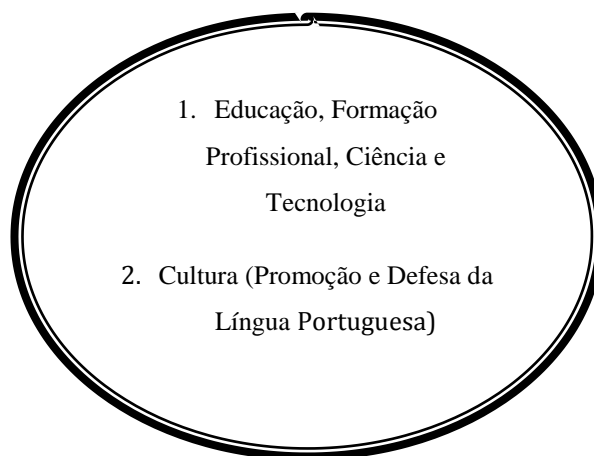 1. Educação, Formação
Profissional, Ciência e
Tecnologia
2. Cultura (Promoção e Defesa da
Língua Portuguesa)